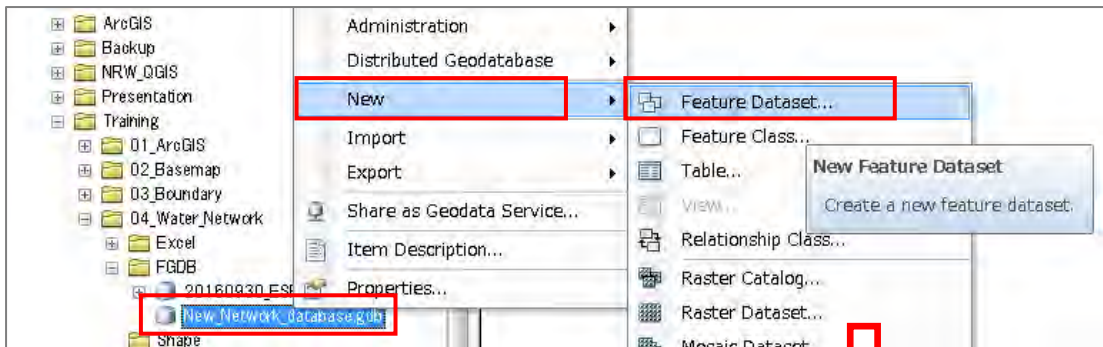 ArcGIS
Backup
NRW_QGIS
Presentation
Training
01_ArcGIS
02_Basemap
03_Boundary
04_Water_Network
Excel
FGDB
20160930_ESF
New_Network_database.gdb
Shape
Administration
Distributed Geodatabase
New
Import
Export
Share as Geodata Service...
Item Description...
Properties...
Feature Dataset...
Feature Class...
Table...
View...
Relationship Class...
Raster Catalog...
Raster Dataset...
Mosaic Dataset...
New Feature Dataset
Create a new feature dataset.